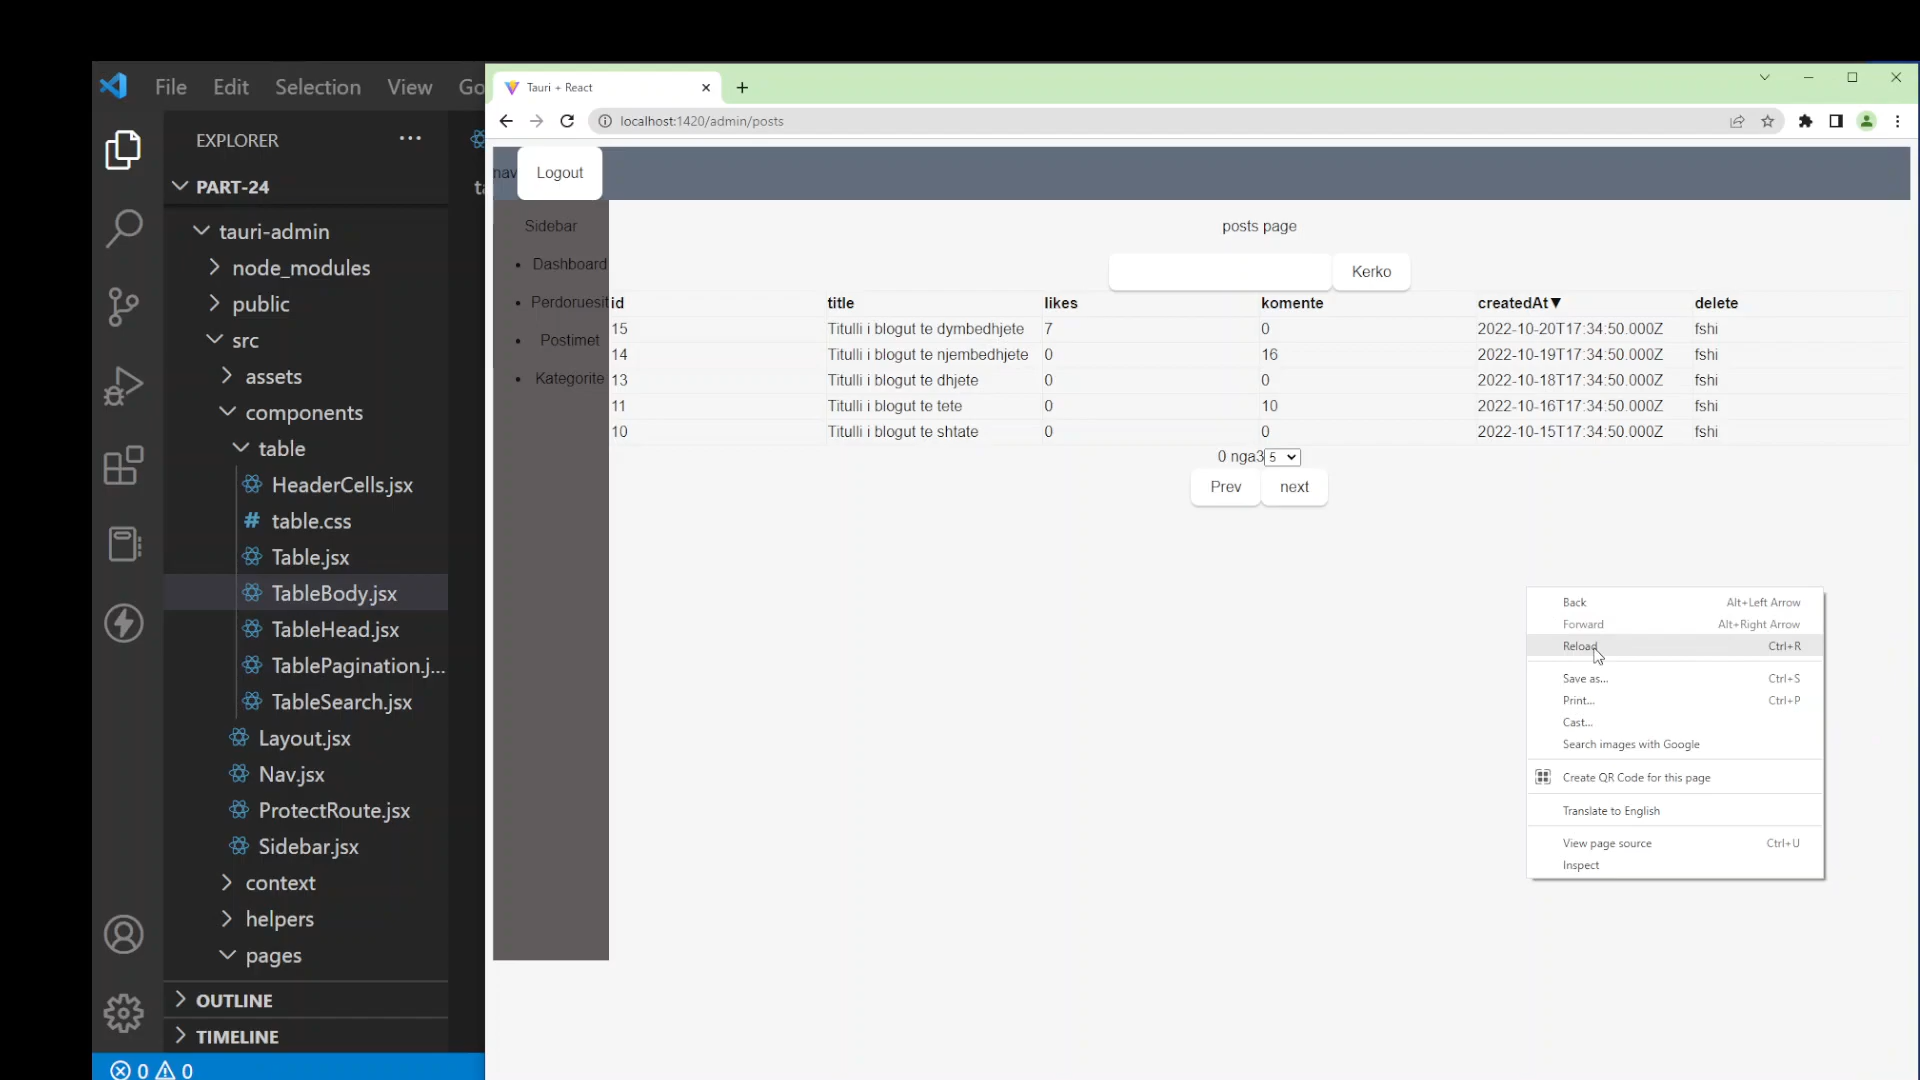 File Edit Selection View Go
EXPLORER
PART-24
tauri-admin
node_modules
public
src
assets
components
table
HeaderCells.jsx
# table.css
Table.jsx
TableBody.jsx
TableHead.jsx
TablePagination.j...
TableSearch.jsx
Layout.jsx
Nav.jsx
ProtectRoute.jsx
Sidebar.jsx
context
helpers
pages
OUTLINE
TIMELINE
0 0
ta
Tauri + React
localhost:1420/admin/posts
nav Logout
Sidebar
Dashboard
Perdoruesit
Postimet
Kategorite
posts page
Kerko
id title likes komente createdAt▼ delete
15 Titulli i blogut te dymbedhjete 7 0 2022-10-20T17:34:50.000Z fshi
14 Titulli i blogut te njembedhjete 0 16 2022-10-19T17:34:50.000Z fshi
13 Titulli i blogut te dhjete 0 0 2022-10-18T17:34:50.000Z fshi
11 Titulli i blogut te tete 0 10 2022-10-16T17:34:50.000Z fshi
10 Titulli i blogut te shtate 0 0 2022-10-15T17:34:50.000Z fshi
0 nga3 5
Prev next
Back Alt+Left Arrow
Forward Alt+Right Arrow
Reload Ctrl+R
Save as... Ctrl+S
Print... Ctrl+P
Cast...
Search images with Google
Create QR Code for this page
Translate to English
View page source Ctrl+U
Inspect